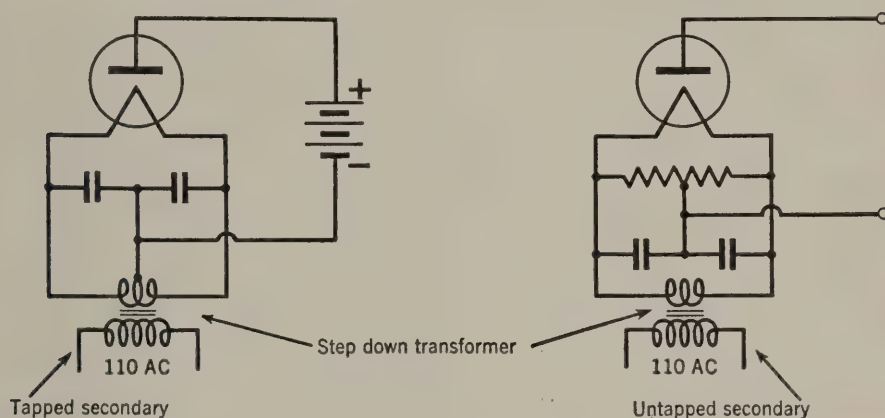 +
−
Step down transformer
110 AC
110 AC
Tapped secondary
Untapped secondary